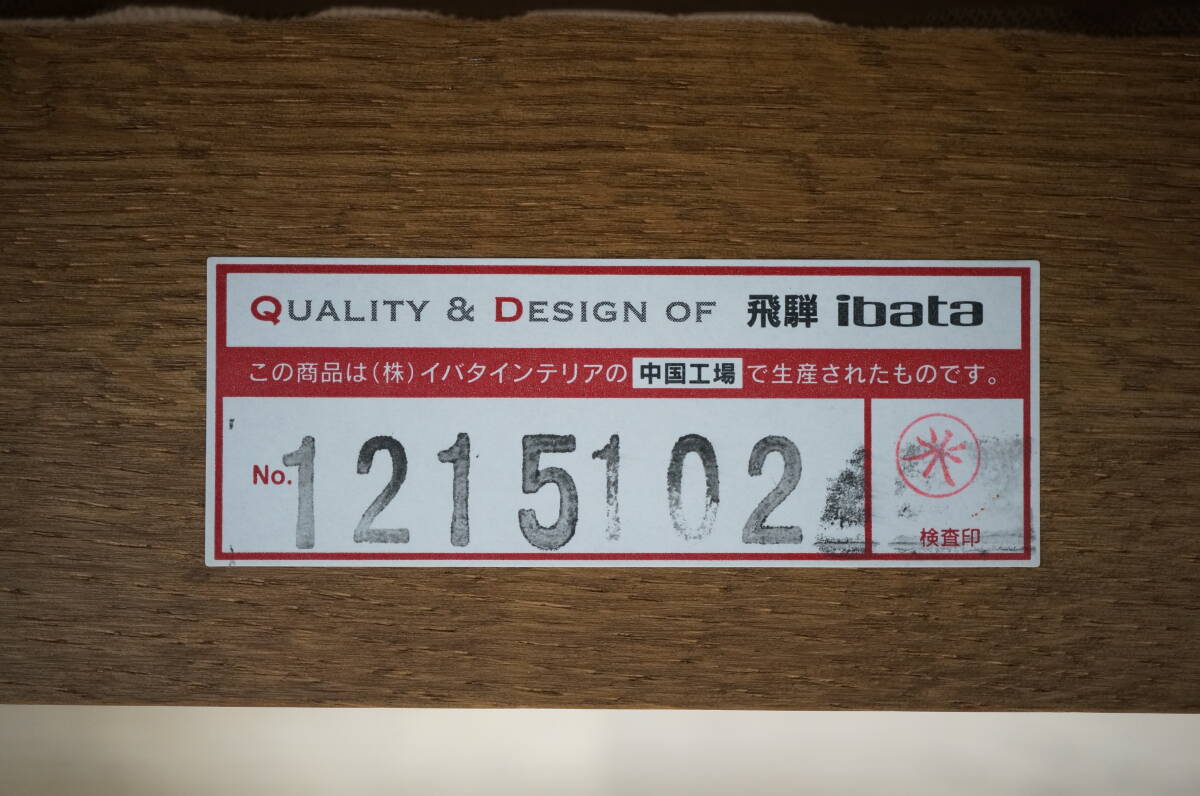 QUALITY & DESIGN OF 飛騨 ibata
この商品は(株)イバタインテリアの 中国工場 で生産されたものです。
No. 1215102
検査印